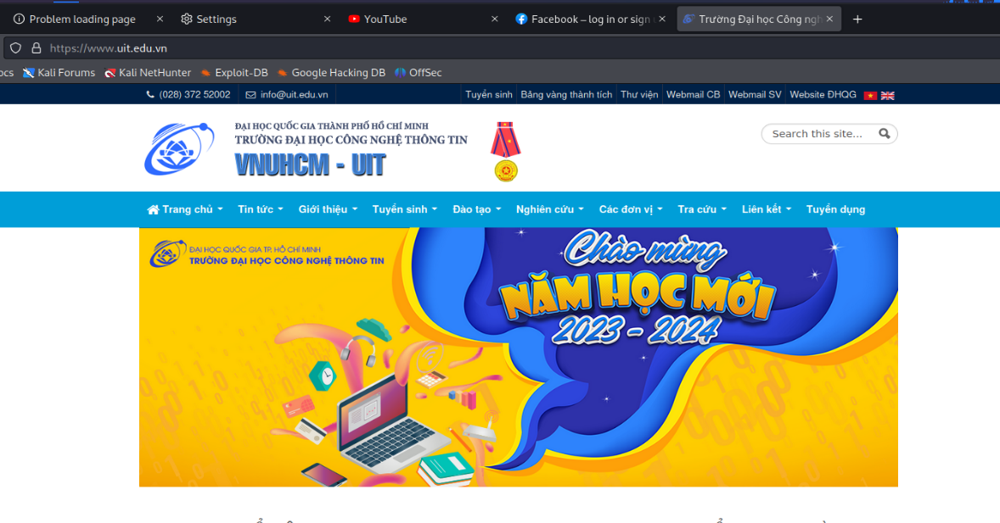 Problem loading page
Settings
YouTube
Facebook – log in or sign
Trường Đại học Công ngh
https://www.uit.edu.vn
ocs Kali Forums Kali NetHunter Exploit-DB Google Hacking DB OffSec
(028) 372 52002 info@uit.edu.vn Tuyển sinh Bảng vàng thành tích Thư viện Webmail CB Webmail SV Website ĐHQG
ĐẠI HỌC QUỐC GIA THÀNH PHỐ HỒ CHÍ MINH
TRƯỜNG ĐẠI HỌC CÔNG NGHỆ THÔNG TIN
VNUHCM - UIT
Search this site...
Trang chủ Tin tức Giới thiệu Tuyển sinh Đào tạo Nghiên cứu Các đơn vị Tra cứu Liên kết Tuyển dụng
ĐẠI HỌC QUỐC GIA TP. HỒ CHÍ MINH
TRƯỜNG ĐẠI HỌC CÔNG NGHỆ THÔNG TIN
Chào mừng
NĂM HỌC MỚI
2023 - 2024